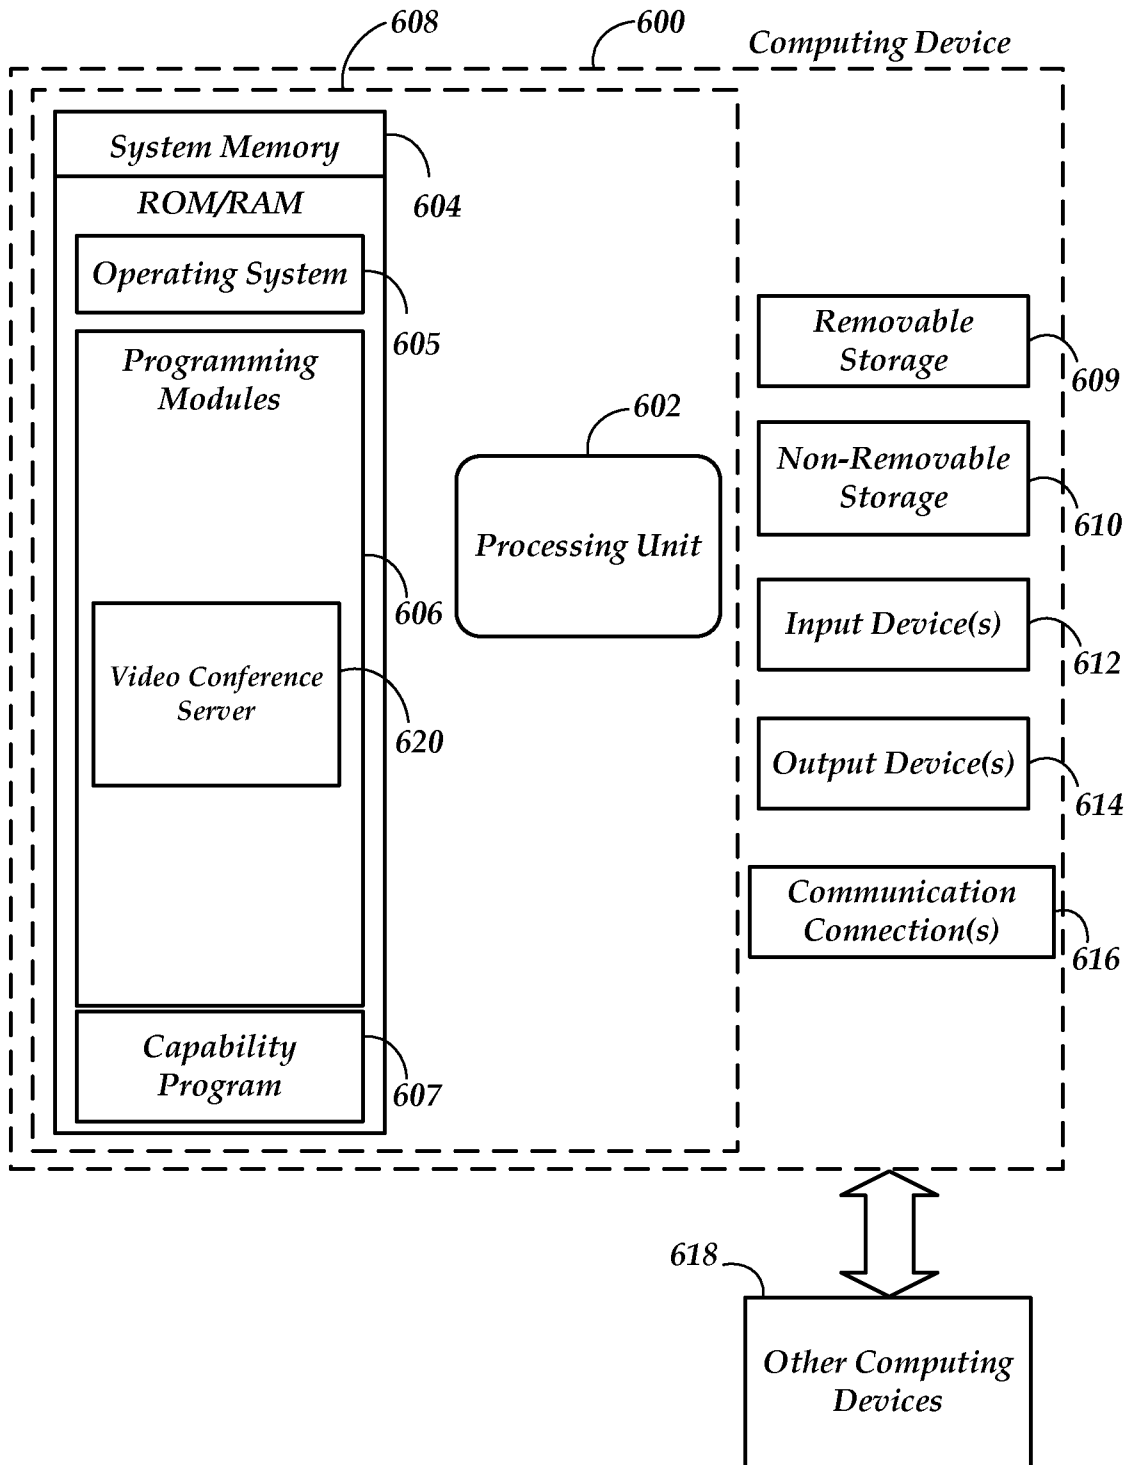 608
600
Computing Device
System Memory
604
ROM/RAM
Operating System
605
Programming
Modules
606
Video Conference
Server
620
Capability
Program
607
602
Processing Unit
Removable
Storage
609
Non-Removable
Storage
610
Input Device(s)
612
Output Device(s)
614
Communication
Connection(s)
616
618
Other Computing
Devices